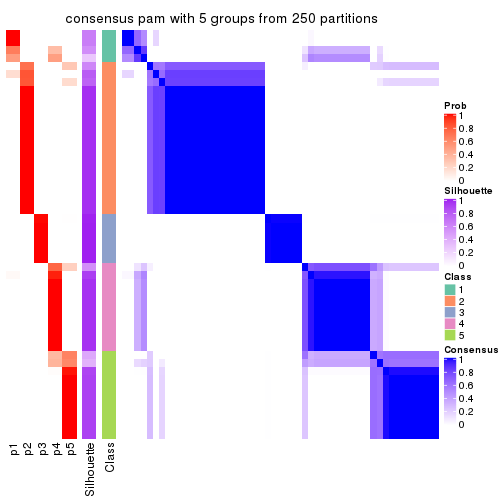 consensus pam with 5 groups from 250 partitions
Prob
1
0.8
0.6
0.4
0.2
0
Silhouette
1
0.8
0.6
0.4
0.2
0
Class
1
2
3
4
5
Consensus
1
0.8
0.6
0.4
0.2
0
p1
p2
p3
p4
p5
Silhouette
Class